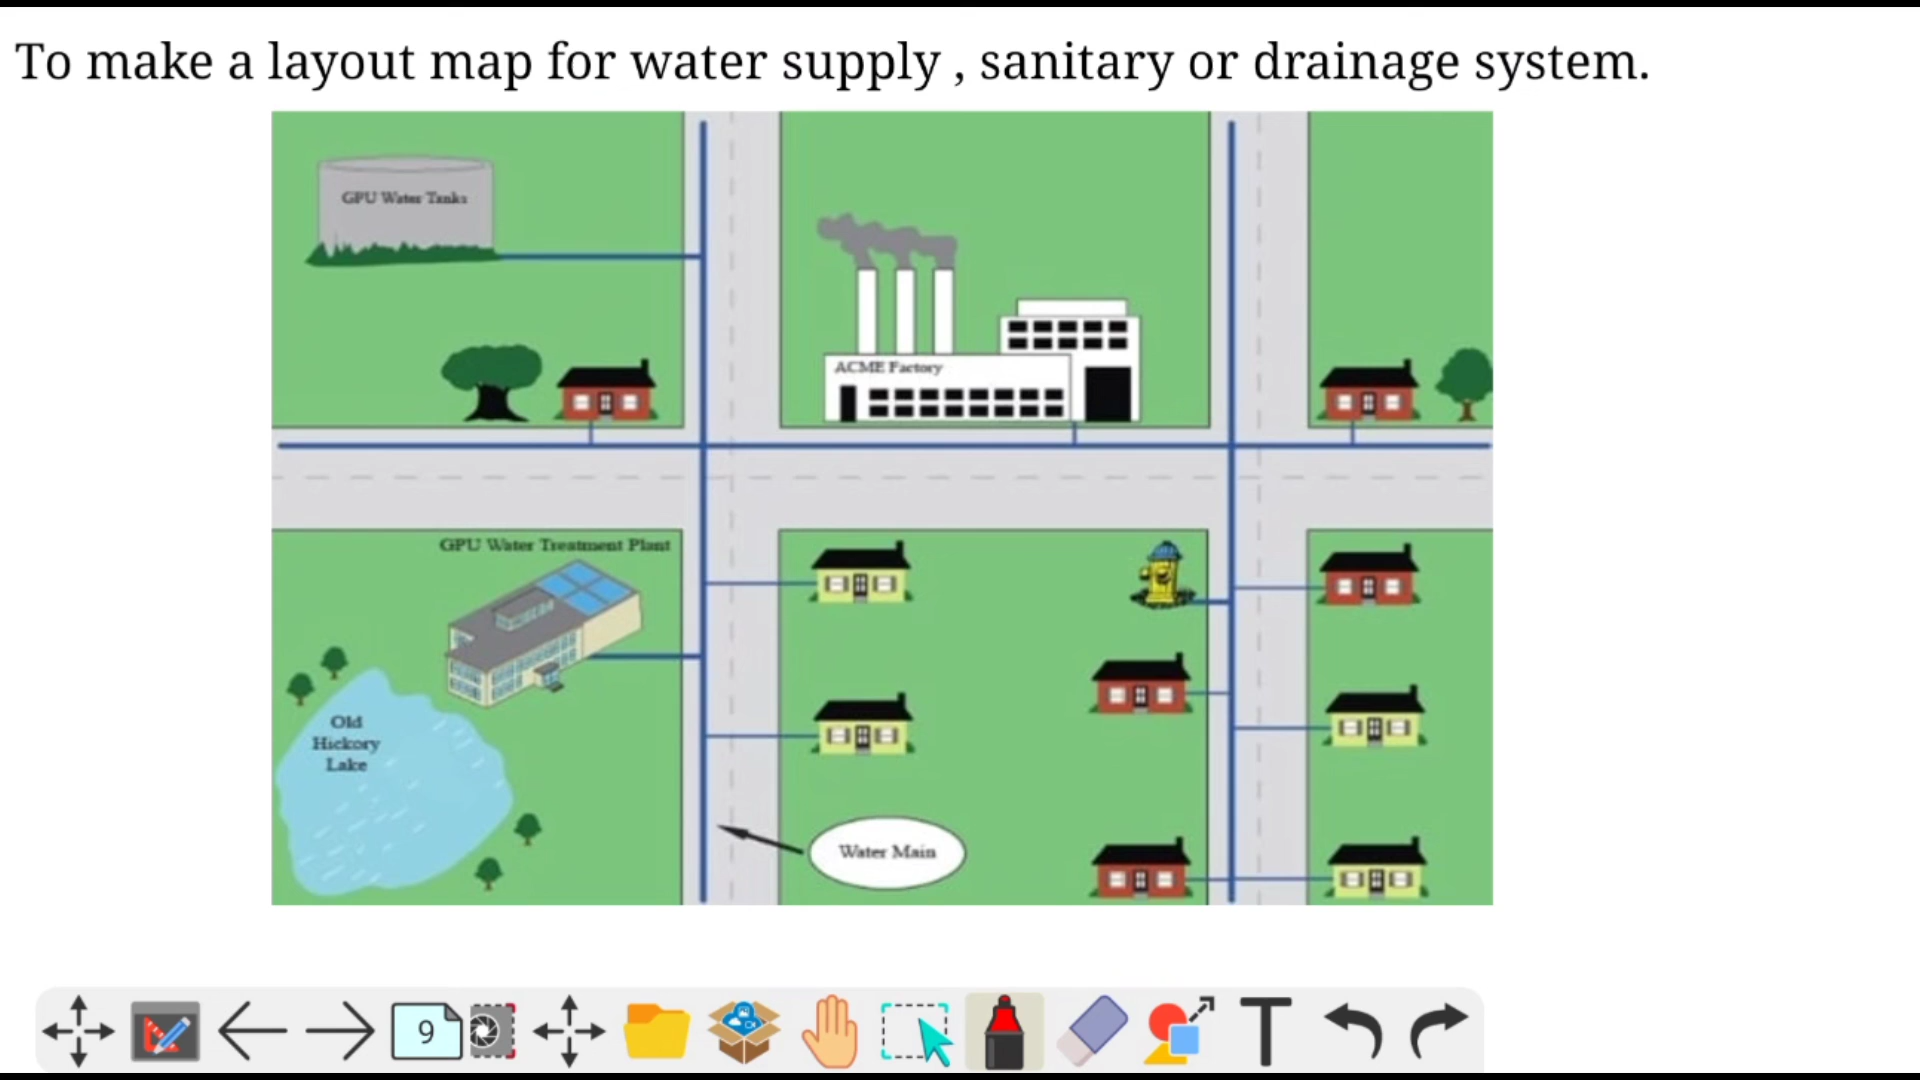 To make a layout map for water supply , sanitary or drainage system.
GPU Water Tanks
ACME Factory
GPU Water Treatment Plant
Old
Hickory
Lake
Water Main
9